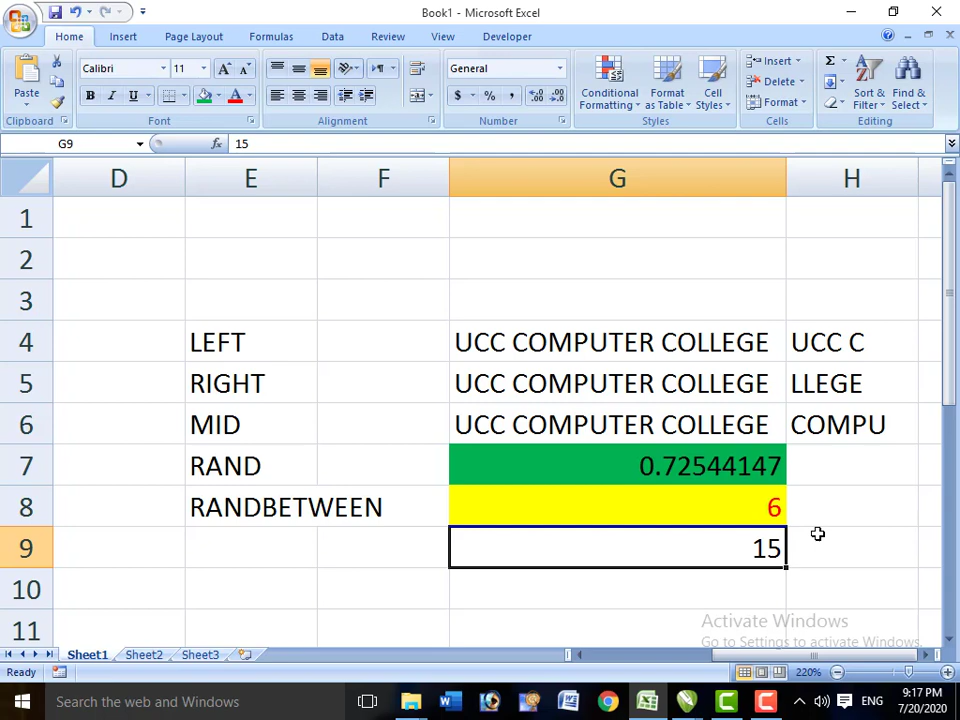 Book1 - Microsoft Excel
Home Insert Page Layout Formulas Data Review View Developer
Calibri 11 General
Paste
B I U
$ % ,
Conditional Formatting Format as Table Cell Styles
Insert
Delete
Format
Σ
Sort & Filter Find & Select
Clipboard Font Alignment Number Styles Cells Editing
G9 fx 15
D E F G H
1
2
3
4 LEFT UCC COMPUTER COLLEGE UCC C
5 RIGHT UCC COMPUTER COLLEGE LLEGE
6 MID UCC COMPUTER COLLEGE COMPU
7 RAND 0.72544147
8 RANDBETWEEN 6
9 15
10
11
Activate Windows
Go to Settings to activate Windows.
Sheet1 Sheet2 Sheet3
Ready 220%
Search the web and Windows ENG 9:17 PM
7/20/2020